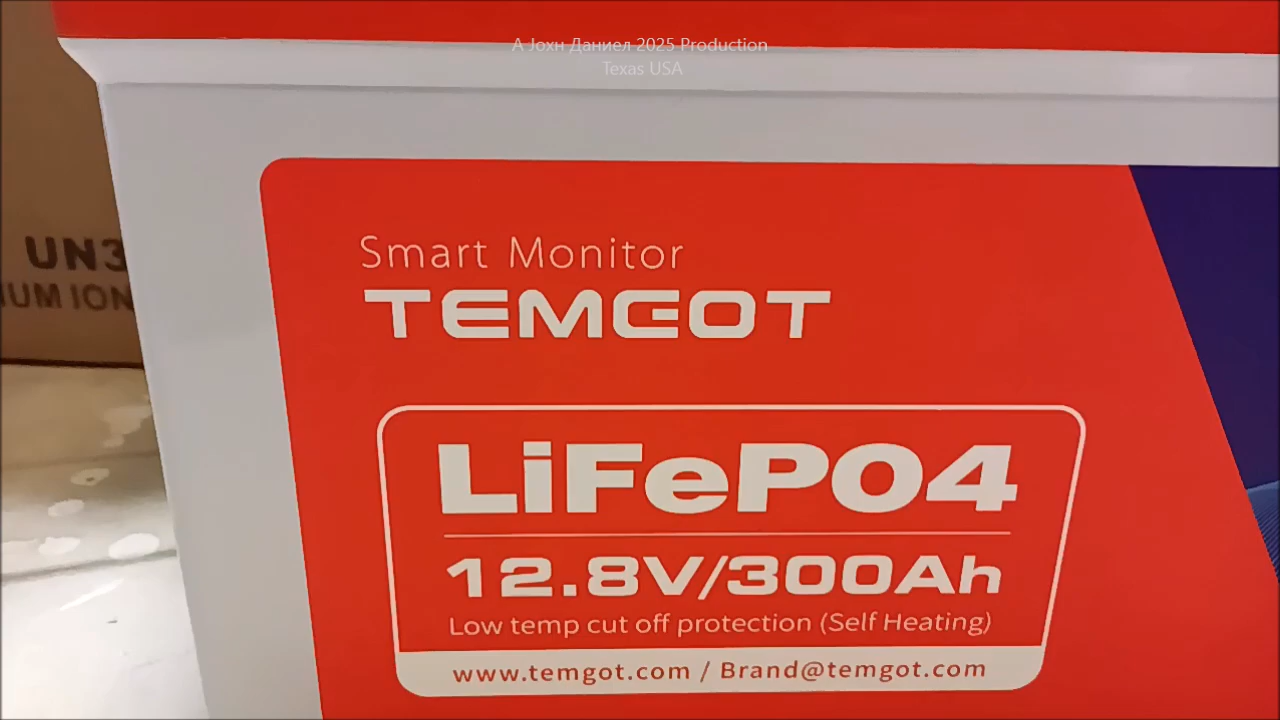 А Јохн Даниел 2025 Production
Texas USA
UN3
IUM ION
Smart Monitor
TEMGOT
LiFePO4
12.8V/300Ah
Low temp cut off protection (Self Heating)
www.temgot.com / Brand@temgot.com